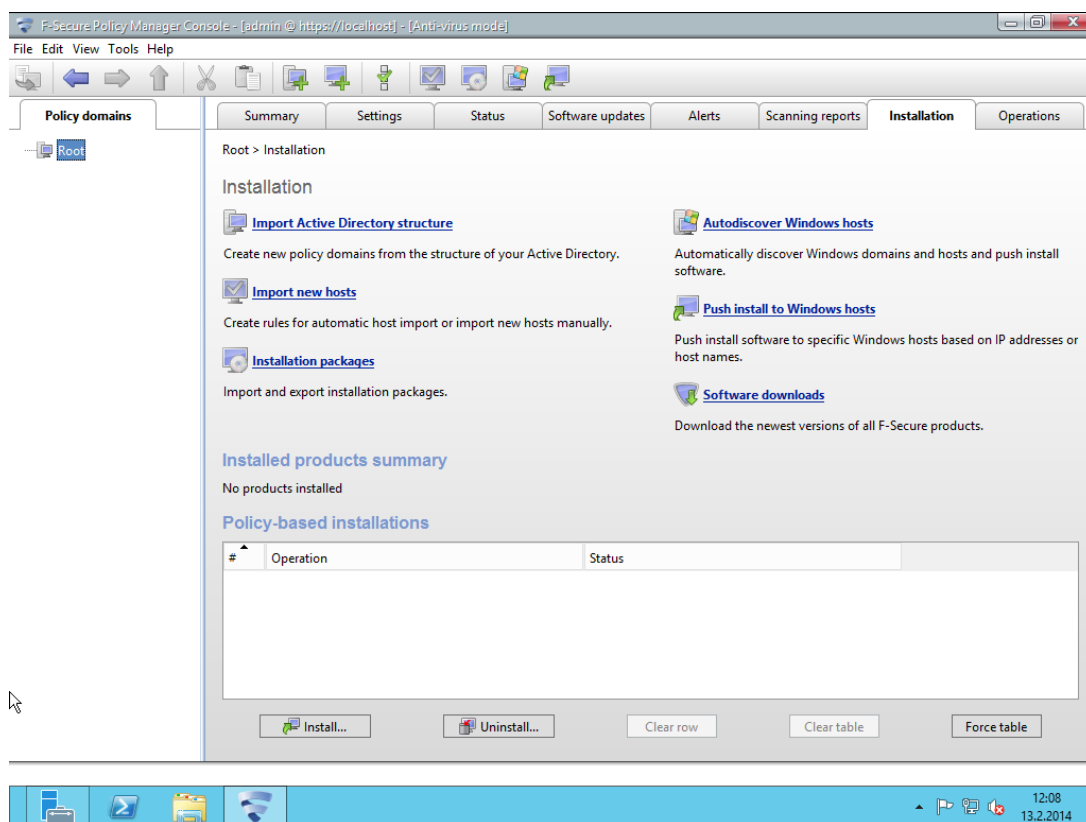 F-Secure Policy Manager Console - [admin @ https://localhost] - [Anti-virus mode]
File Edit View Tools Help
Policy domains
Summary Settings Status Software updates Alerts Scanning reports Installation Operations
Root
Root > Installation
Installation
Import Active Directory structure
Create new policy domains from the structure of your Active Directory.
Import new hosts
Create rules for automatic host import or import new hosts manually.
Installation packages
Import and export installation packages.
Autodiscover Windows hosts
Automatically discover Windows domains and hosts and push install
software.
Push install to Windows hosts
Push install software to specific Windows hosts based on IP addresses or
host names.
Software downloads
Download the newest versions of all F-Secure products.
Installed products summary
No products installed
Policy-based installations
# Operation Status
Install... Uninstall... Clear row Clear table Force table
12:08
13.2.2014